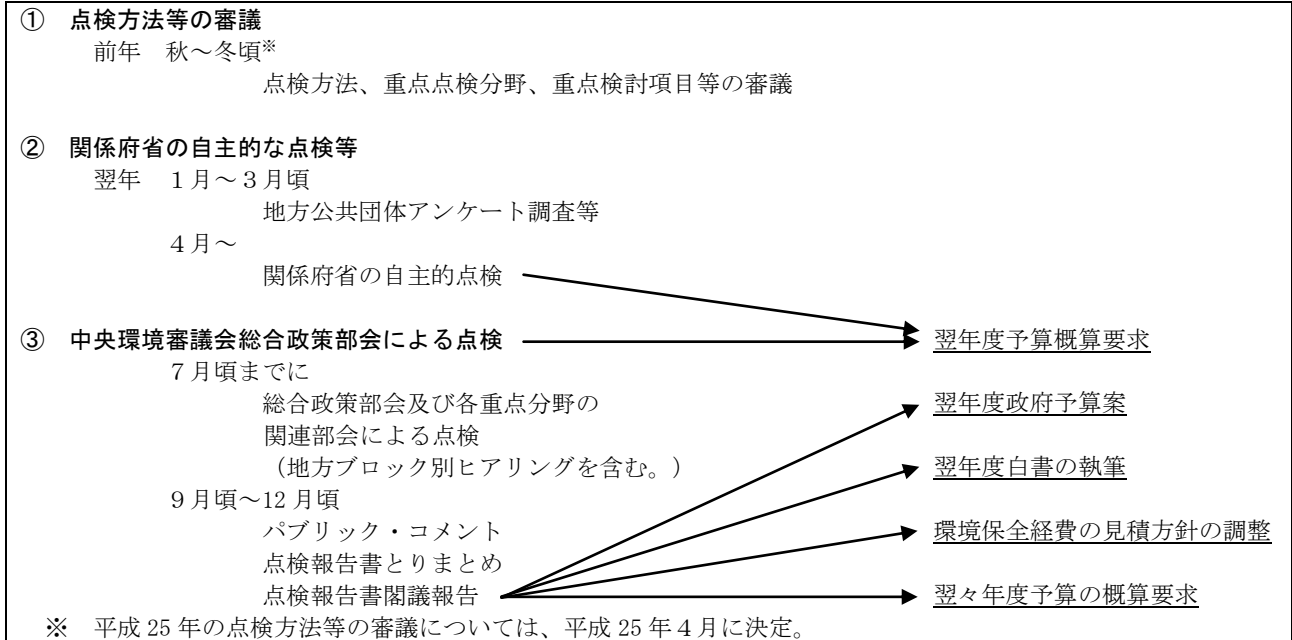 ① 点検方法等の審議
前年 秋～冬頃※
点検方法、重点点検分野、重点検討項目等の審議
② 関係府省の自主的な点検等
翌年 １月～３月頃
地方公共団体アンケート調査等
４月～
関係府省の自主的点検
③ 中央環境審議会総合政策部会による点検
翌年度予算概算要求
７月頃までに
総合政策部会及び各重点分野の
翌年度政府予算案
関連部会による点検
（地方ブロック別ヒアリングを含む。）
翌年度白書の執筆
９月頃～12 月頃
パブリック・コメント
環境保全経費の見積方針の調整
点検報告書とりまとめ
点検報告書閣議報告
翌々年度予算の概算要求
※ 平成 25 年の点検方法等の審議については、平成 25 年４月に決定。